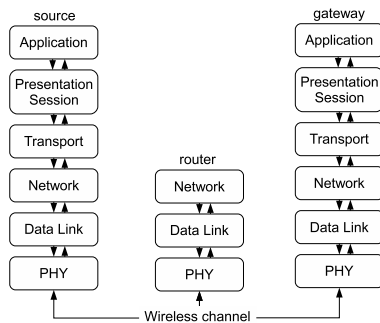 source
Application
Presentation
Session
Transport
Network
Data Link
PHY
router
Network
Data Link
PHY
gateway
Application
Presentation
Session
Transport
Network
Data Link
PHY
Wireless channel